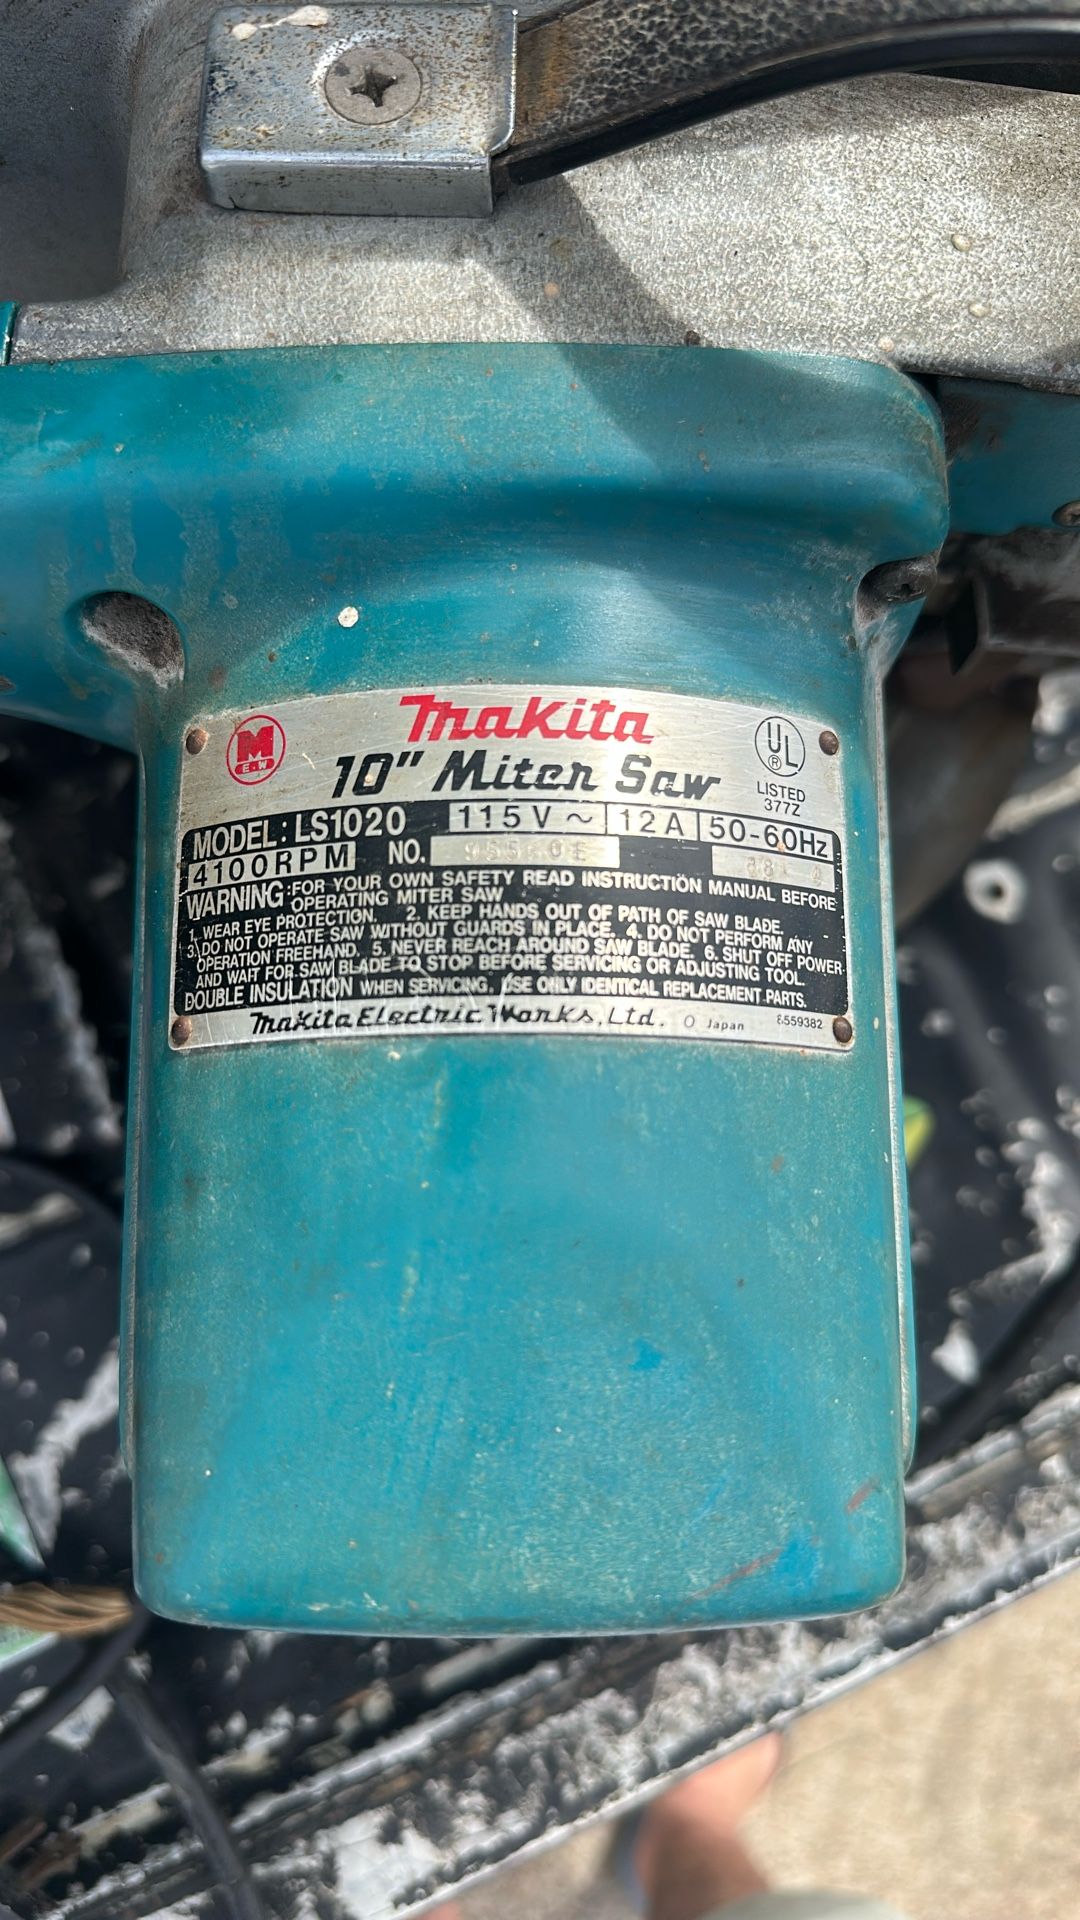 M
E.W
Makita
10" Miter Saw
UL
®
LISTED
377Z
MODEL: LS1020 115V ~ 12A 50-60Hz
4100RPM NO.
WARNING: FOR YOUR OWN SAFETY READ INSTRUCTION MANUAL BEFORE
OPERATING MITER SAW
1. WEAR EYE PROTECTION. 2. KEEP HANDS OUT OF PATH OF SAW BLADE.
3. DO NOT OPERATE SAW WITHOUT GUARDS IN PLACE. 4. DO NOT PERFORM ANY
OPERATION FREEHAND. 5. NEVER REACH AROUND SAW BLADE. 6. SHUT OFF POWER
AND WAIT FOR SAW BLADE TO STOP BEFORE SERVICING OR ADJUSTING TOOL.
DOUBLE INSULATION WHEN SERVICING, USE ONLY IDENTICAL REPLACEMENT PARTS.
Makita Electric Works, Ltd. O Japan 8559382